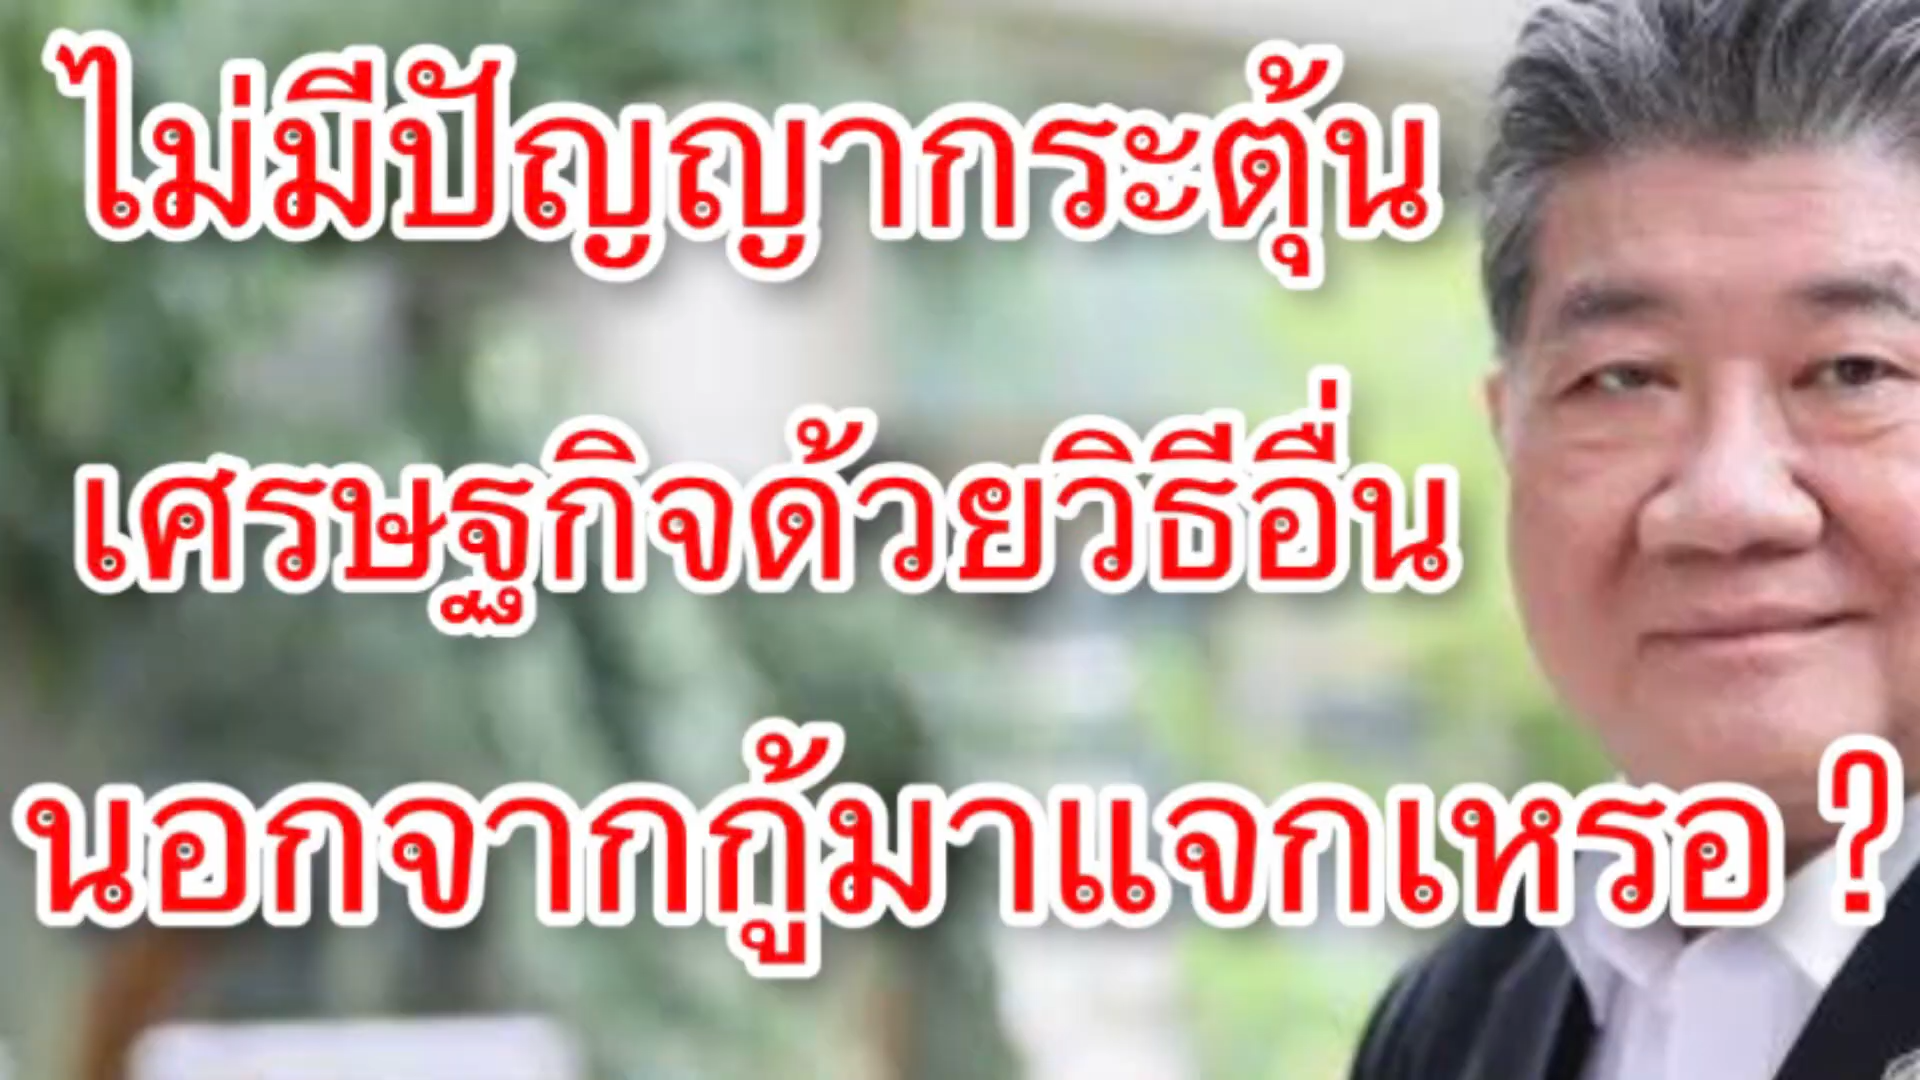 ไม่มีปัญญากระตุ้น
เศรษฐกิจด้วยวิธีอื่น
นอกจากกู้มาแจกเหรอ ?